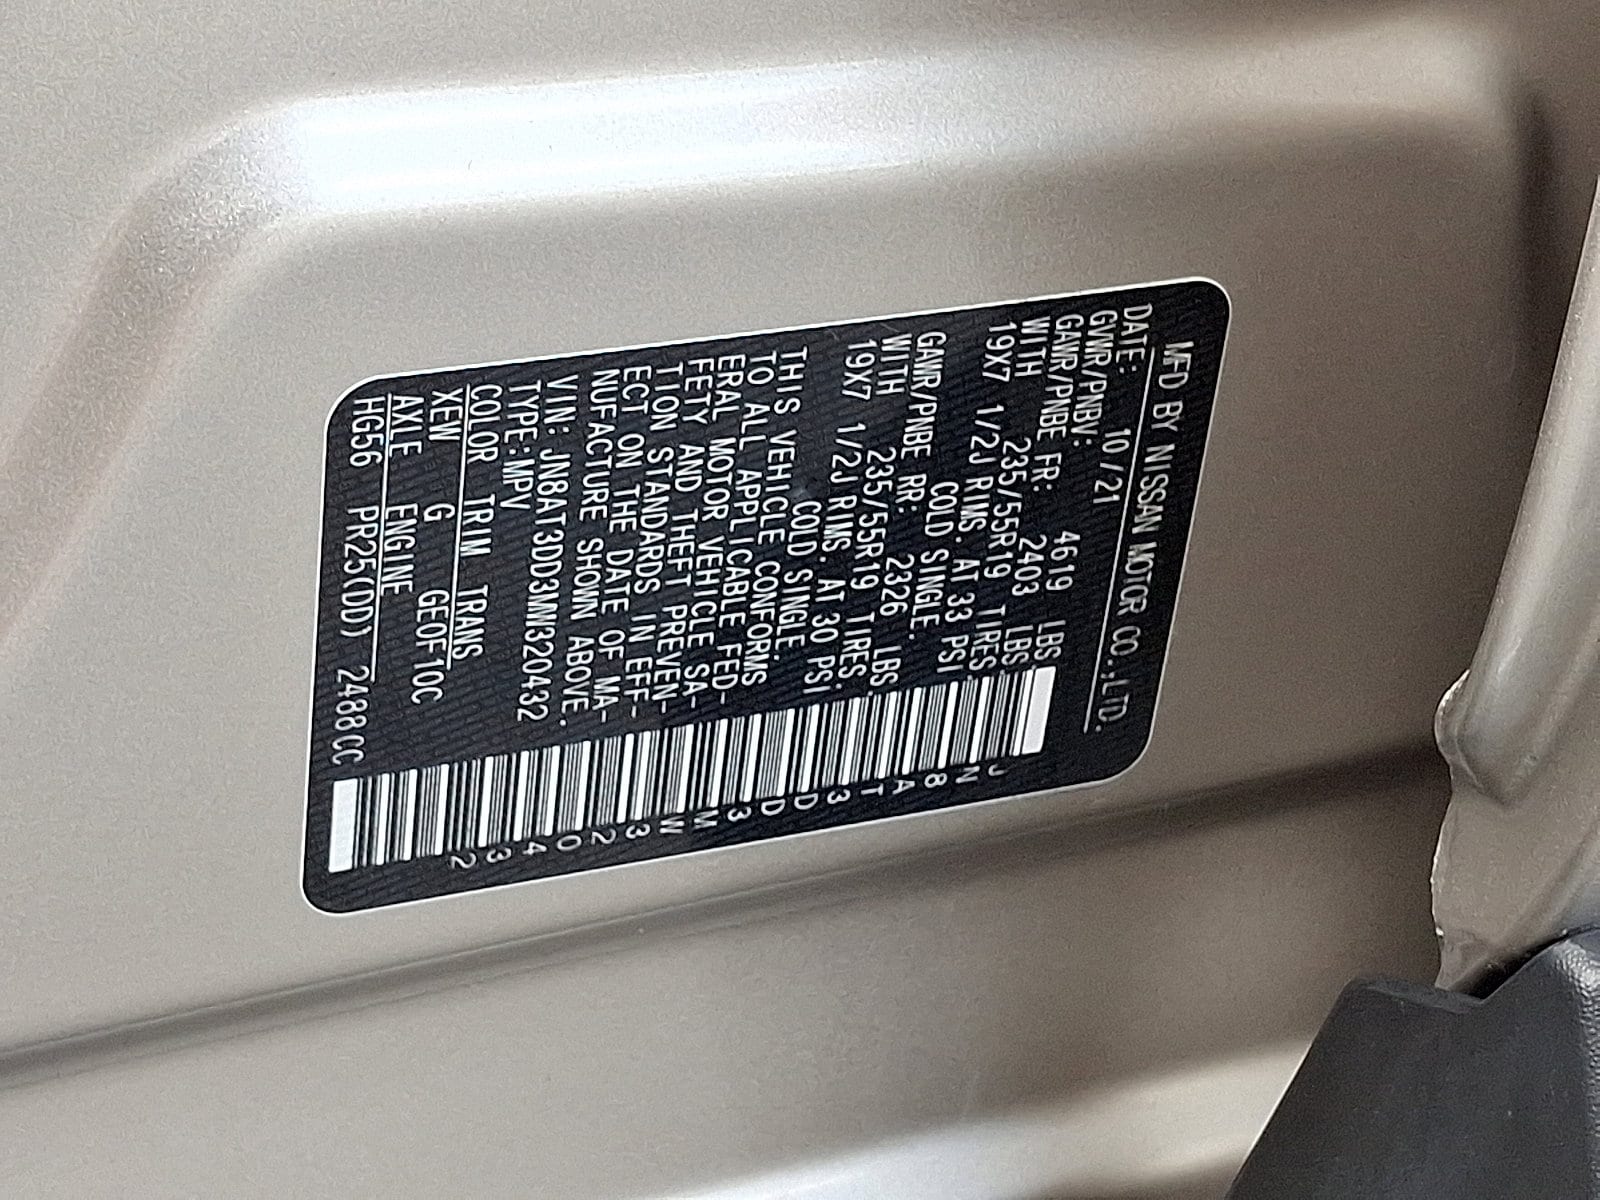 MFD BY NISSAN MOTOR CO.,LTD.
DATE: 10/21
GVWR/PNBV: 4619 LBS
GAWR/PNBE FR: 2403 LBS
WITH 235/55R19 TIRES.
19X7 1/2J RIMS. AT 33 PSI
COLD SINGLE.
GAWR/PNBE RR: 2326 LBS.
WITH 235/55R19 TIRES.
19X7 1/2J RIMS. AT 30 PSI
COLD SINGLE.
THIS VEHICLE CONFORMS
TO ALL APPLICABLE FED-
ERAL MOTOR VEHICLE SA-
FETY AND THEFT PREVEN-
TION STANDARDS IN EFF-
ECT ON THE DATE OF MA-
NUFACTURE SHOWN ABOVE.
VIN: JN8AT3DD3MW320432
TYPE:MPV
COLOR TRIM TRANS
XEW G GE0F10C
AXLE ENGINE
HG56 PR25(DD) 2488CC
JN8AT3DD3MW320432